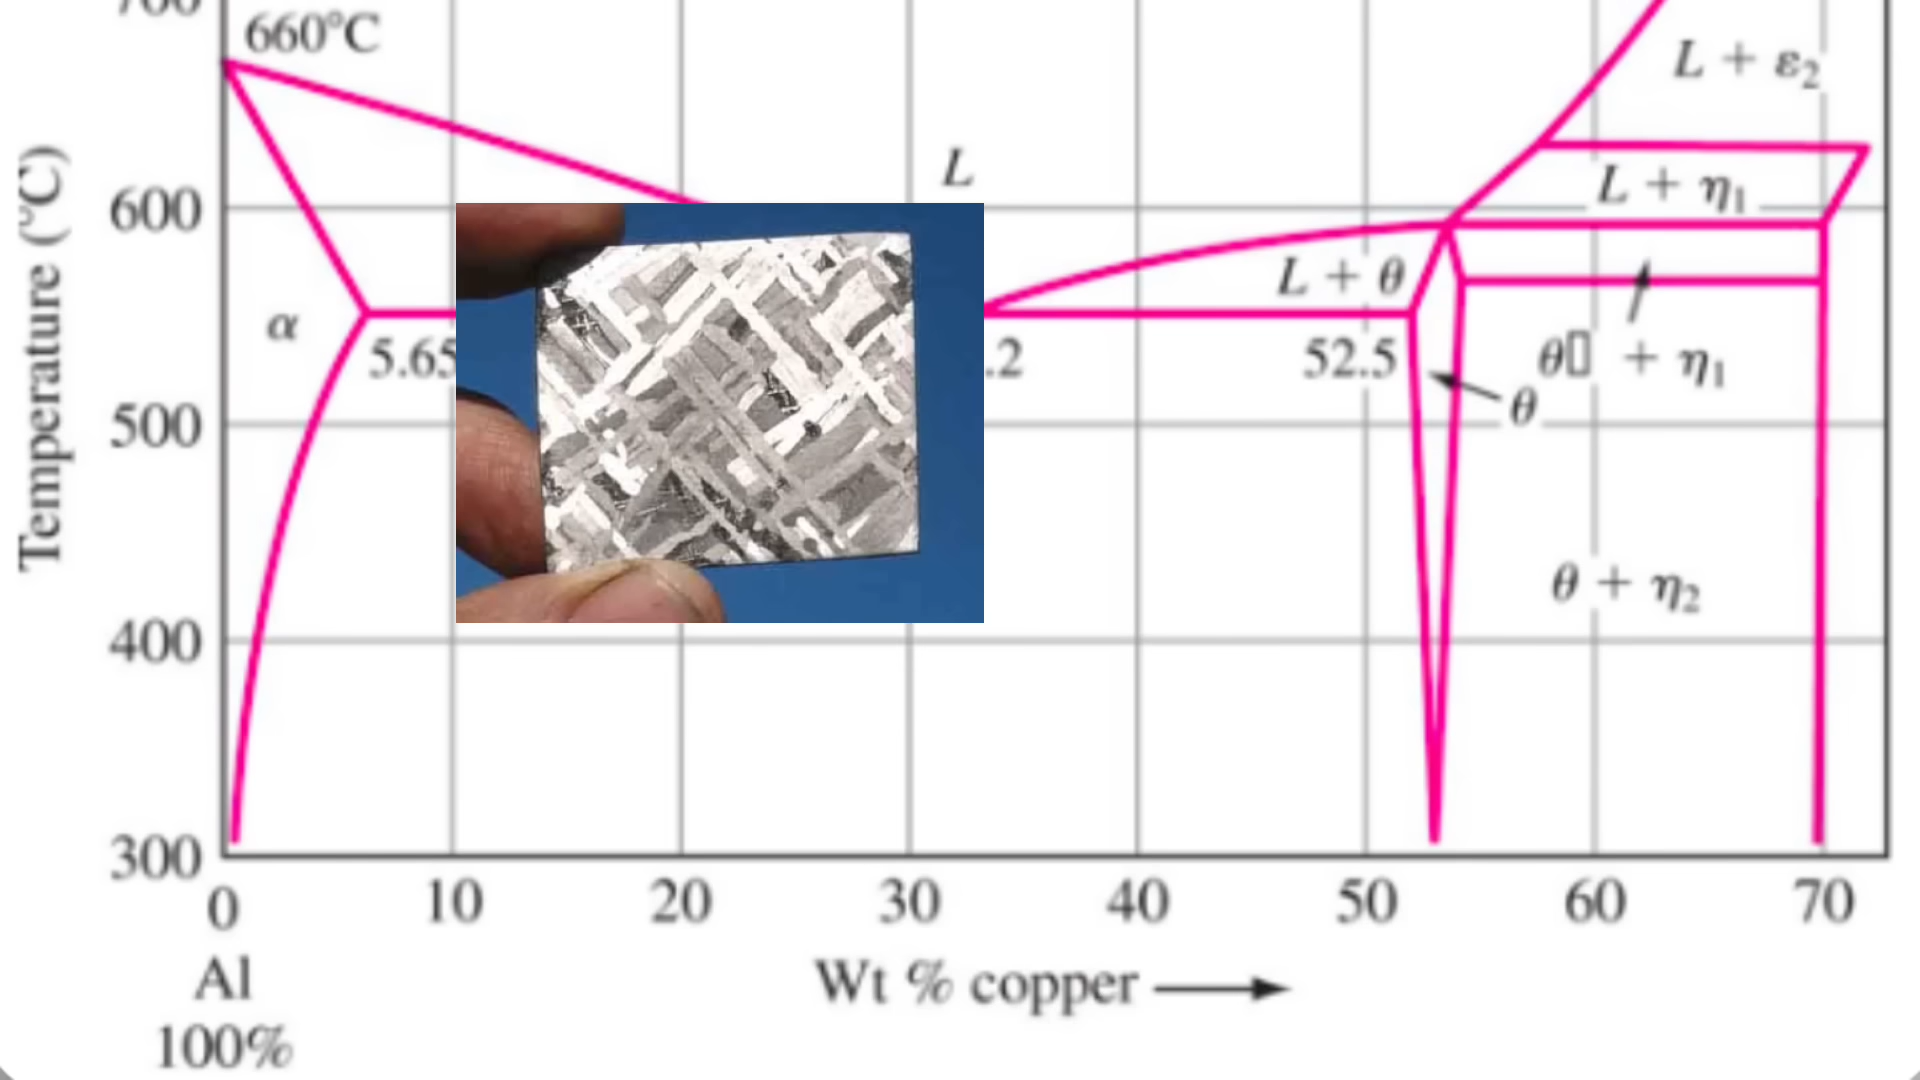 660°C
L + ε₂
L
L + η₁
600
L + θ
α
5.65
.2
52.5
θ▯ + η₁
θ
500
θ + η₂
400
300
0 10 20 30 40 50 60 70
Al
100%
Wt % copper
Temperature (°C)